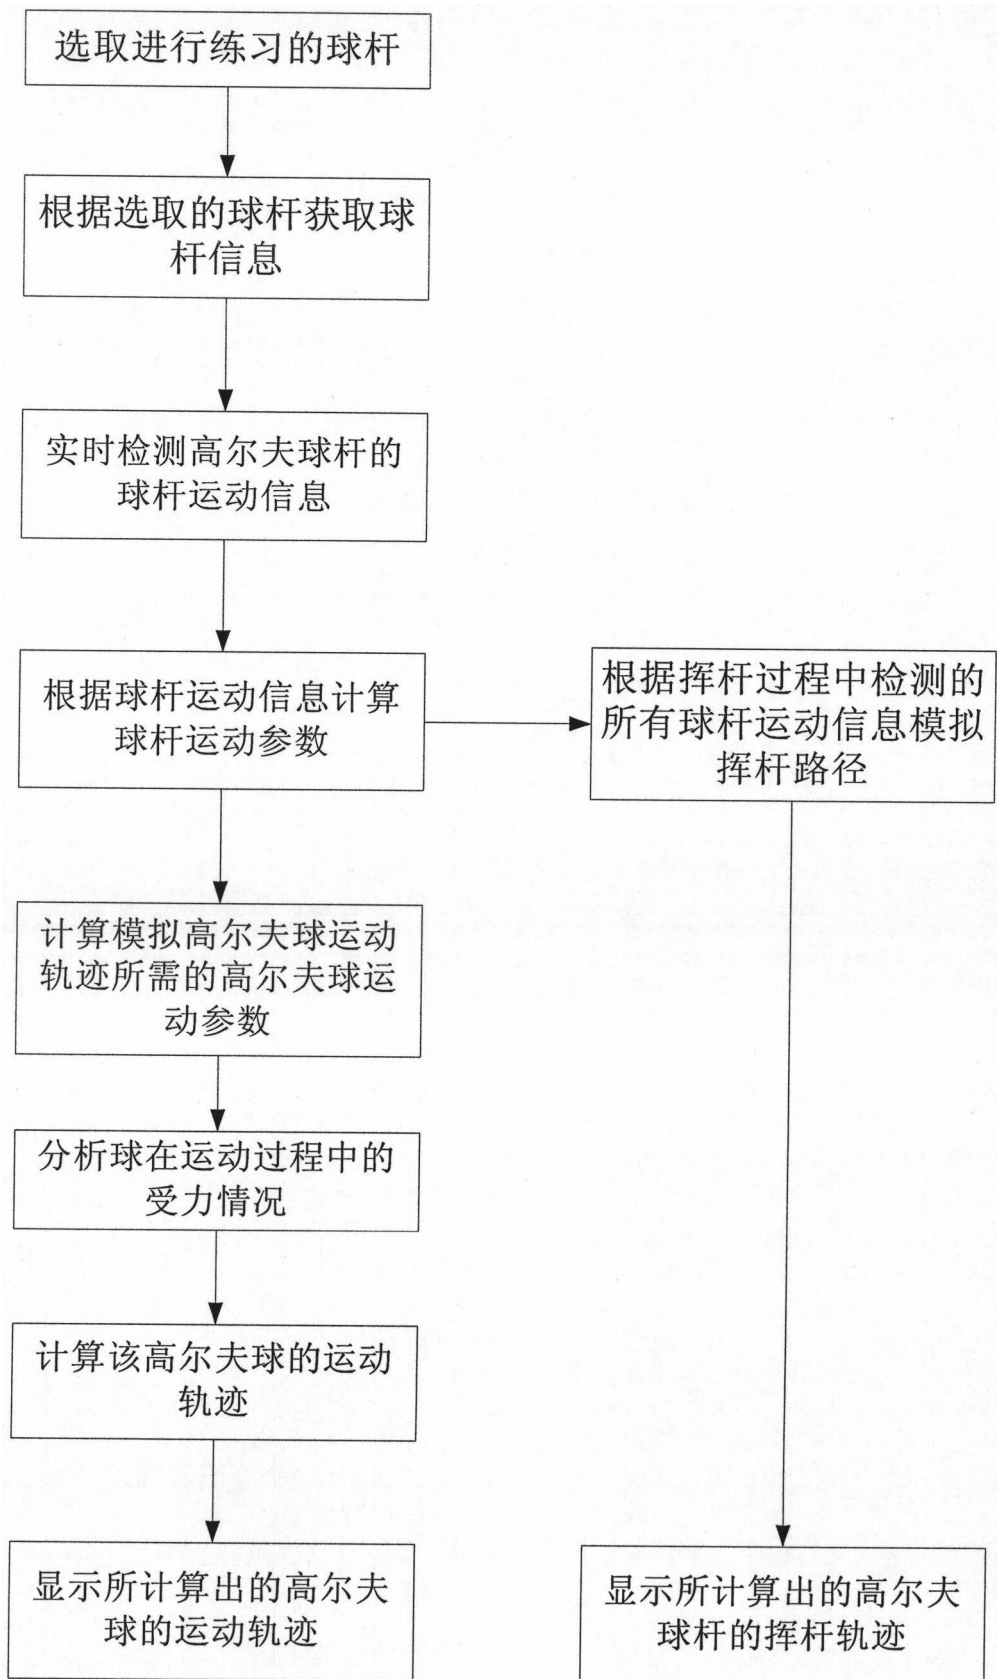 选取进行练习的球杆
根据选取的球杆获取球
杆信息
实时检测高尔夫球杆的
球杆运动信息
根据球杆运动信息计算
球杆运动参数
根据挥杆过程中检测的
所有球杆运动信息模拟
挥杆路径
计算模拟高尔夫球运动
轨迹所需的高尔夫球运
动参数
分析球在运动过程中的
受力情况
计算该高尔夫球的运动
轨迹
显示所计算出的高尔夫
球的运动轨迹
显示所计算出的高尔夫
球杆的挥杆轨迹